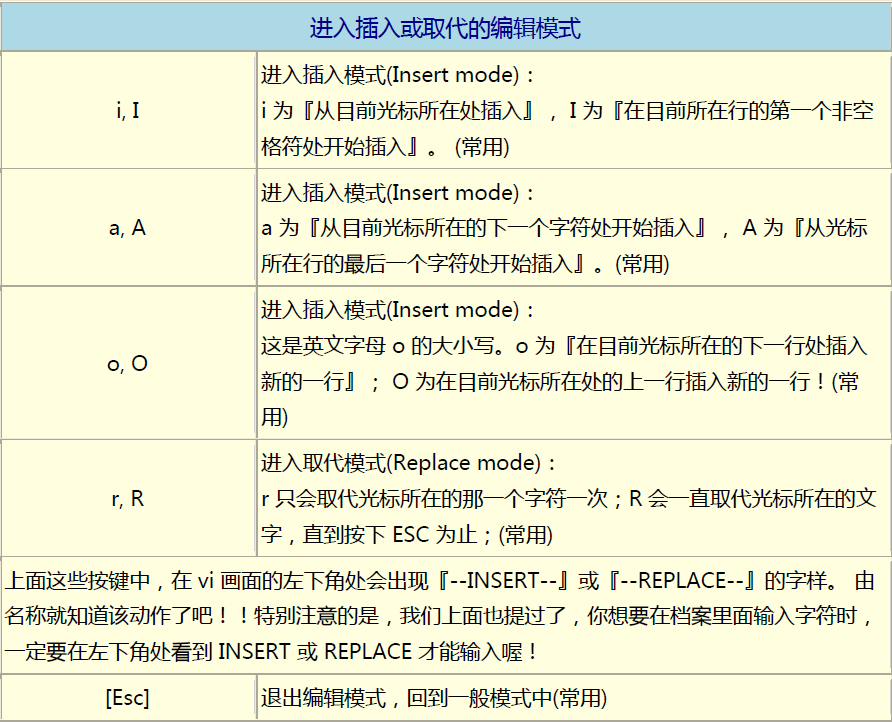 进入插入或取代的编辑模式
i, I
进入插入模式(Insert mode)：
i 为『从目前光标所在处插入』， I 为『在目前所在行的第一个非空
格符处开始插入』。 (常用)
a, A
进入插入模式(Insert mode)：
a 为『从目前光标所在的下一个字符处开始插入』， A 为『从光标
所在行的最后一个字符处开始插入』。(常用)
o, O
进入插入模式(Insert mode)：
这是英文字母 o 的大小写。o 为『在目前光标所在的下一行处插入
新的一行』； O 为在目前光标所在处的上一行插入新的一行！(常
用)
r, R
进入取代模式(Replace mode)：
r 只会取代光标所在的那一个字符一次；R 会一直取代光标所在的文
字，直到按下 ESC 为止；(常用)
上面这些按键中，在 vi 画面的左下角处会出现『--INSERT--』或『--REPLACE--』的字样。 由
名称就知道该动作了吧！！特别注意的是，我们上面也提过了，你想要在档案里面输入字符时，
一定要在左下角处看到 INSERT 或 REPLACE 才能输入喔！
[Esc]
退出编辑模式，回到一般模式中(常用)